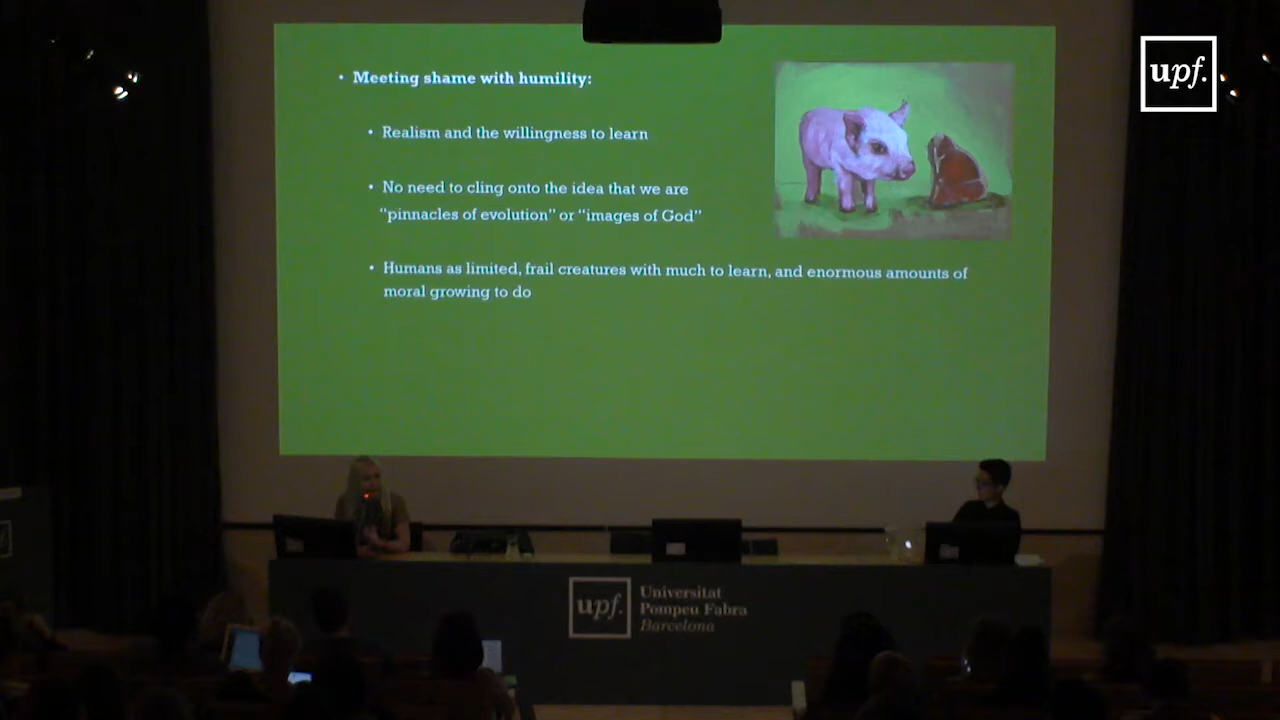 • Meeting shame with humility:
• Realism and the willingness to learn
• No need to cling onto the idea that we are
“pinnacles of evolution” or “images of God”
• Humans as limited, frail creatures with much to learn, and enormous amounts of
moral growing to do
upf.
upf.
Universitat
Pompeu Fabra
Barcelona